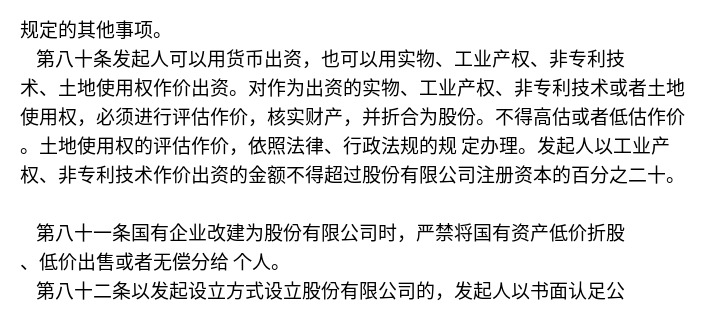 规定的其他事项。
第八十条发起人可以用货币出资，也可以用实物、工业产权、非专利技
术、土地使用权作价出资。对作为出资的实物、工业产权、非专利技术或者土地
使用权，必须进行评估作价，核实财产，并折合为股份。不得高估或者低估作价
。土地使用权的评估作价，依照法律、行政法规的规 定办理。发起人以工业产
权、非专利技术作价出资的金额不得超过股份有限公司注册资本的百分之二十。
第八十一条国有企业改建为股份有限公司时，严禁将国有资产低价折股
、低价出售或者无偿分给 个人。
第八十二条以发起设立方式设立股份有限公司的，发起人以书面认足公